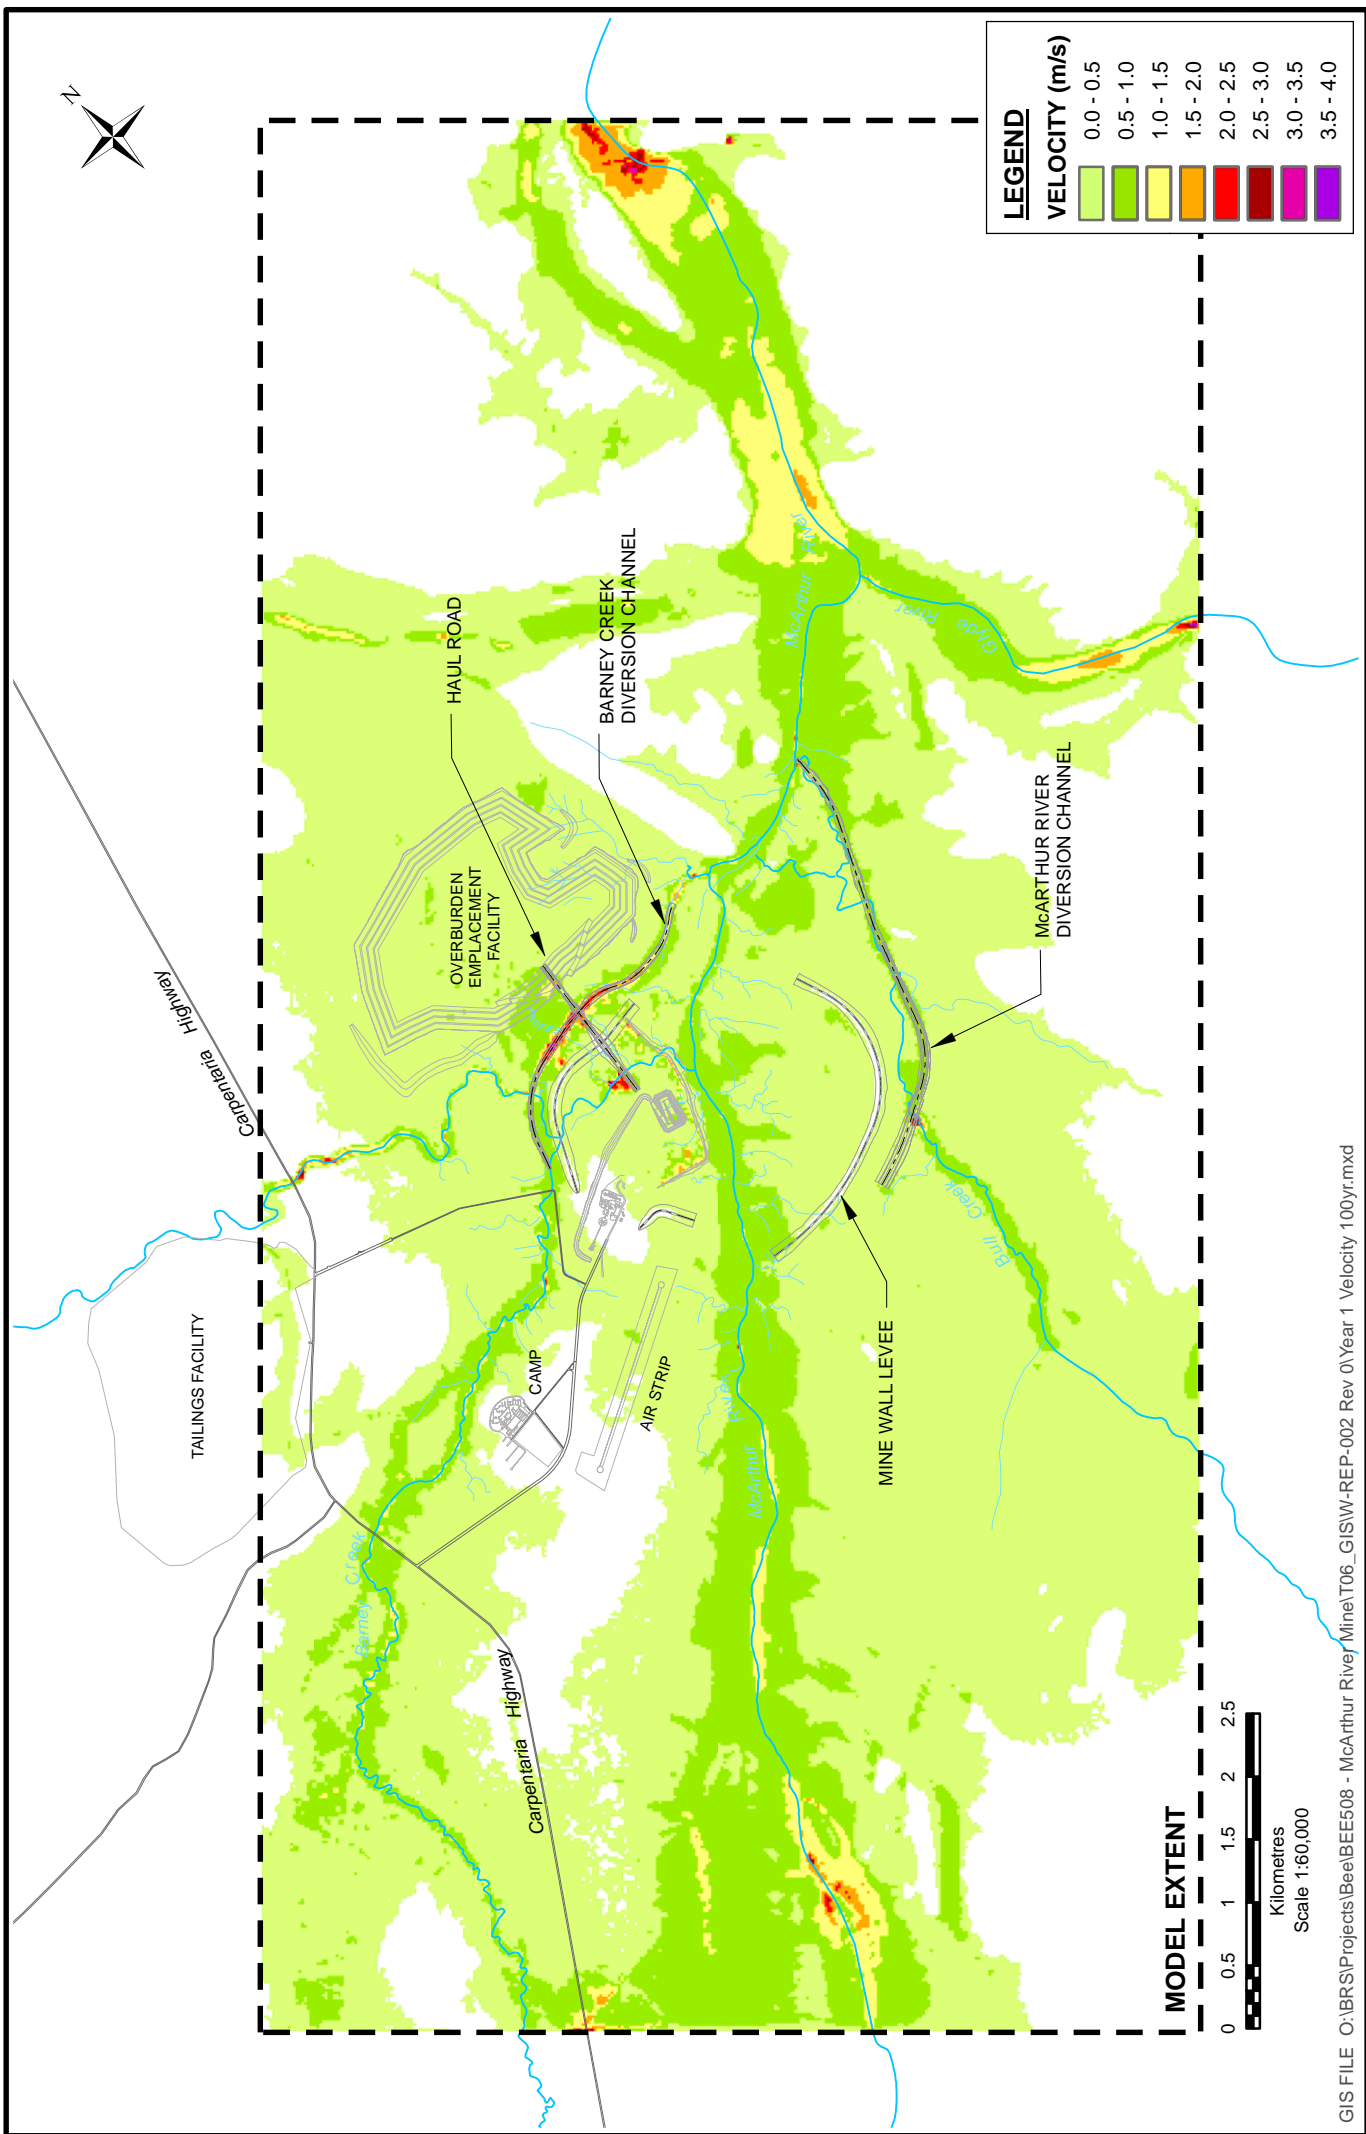 N
LEGEND
VELOCITY (m/s)
0.0 - 0.5
0.5 - 1.0
1.0 - 1.5
1.5 - 2.0
2.0 - 2.5
2.5 - 3.0
3.0 - 3.5
3.5 - 4.0
Carpentaria Highway
TAILINGS FACILITY
HAUL ROAD
OVERBURDEN
EMPLACEMENT
FACILITY
BARNEY CREEK
DIVERSION CHANNEL
Barney Creek
CAMP
AIR STRIP
Carpentaria Highway
McArthur River
McArthur River
Glyde River
McARTHUR RIVER
DIVERSION CHANNEL
MINE WALL LEVEE
Bull Creek
MODEL EXTENT
0 0.5 1 1.5 2 2.5
Kilometres
Scale 1:60,000
GIS FILE O:\BRS\Projects\Bee\BEE508 - McArthur River Mine\T06_GIS\W-REP-002 Rev 0\Year 1 Velocity 100yr.mxd